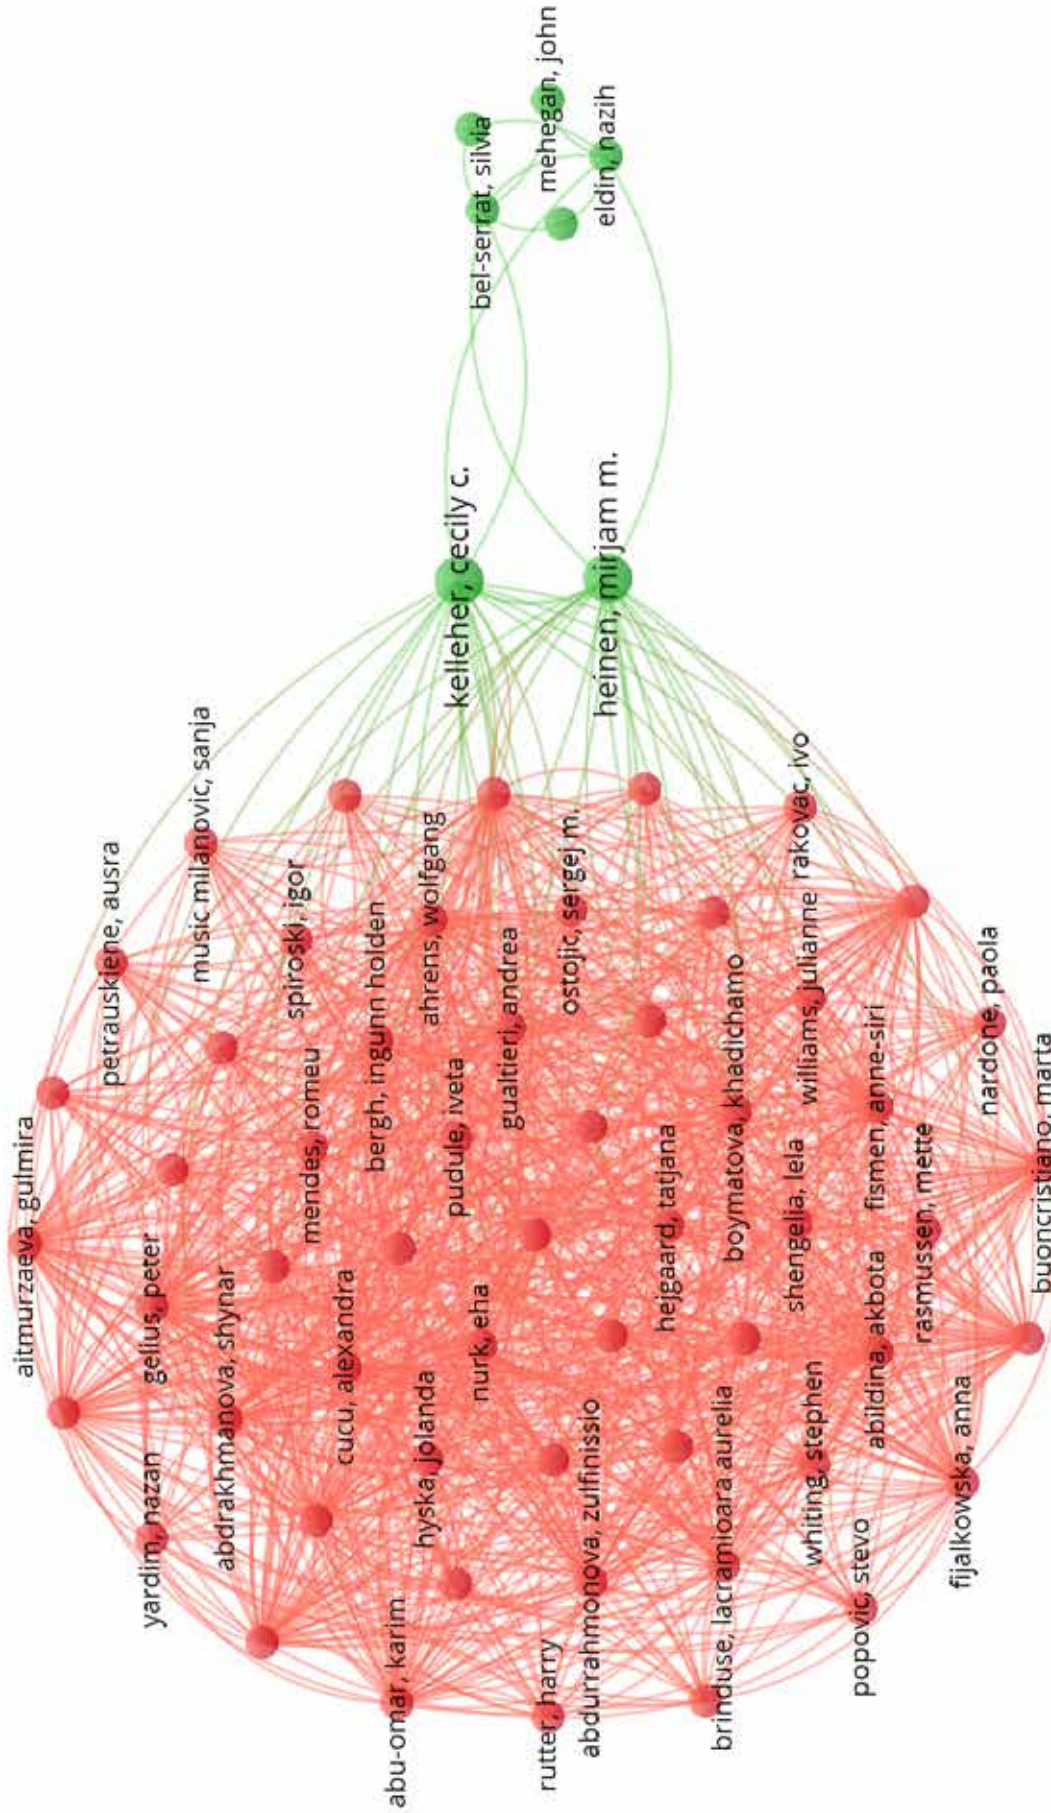 aitmurzaeva, gulmira
petrauskiene, ausra
yardim, nazan
gelius, peter
music milanovic, sanja
abdrakhmanova, shynar
mendes, romeu
spiroski, igor
cucu, alexandra
bergh, ingunn holden
abu-omar, karim
hyska, jolanda
ahrens, wolfgang
pudule, iveta
kelleher, cecily c.
bel-serrat, silvia
nurk, eha
gualtieri, andrea
mehegan, john
rutter, harry
ostojic, sergej m.
abdurrahmonova, zulfinissio
heinen, mirjam m.
eldin, nazih
hejgaard, tatjana
brinduse, lacramioara aurelia
boymatova, khadichamo
shengelia, lela
williams, julianne
rakovac, ivo
whiting, stephen
popovic, stevo
abildina, akbota
fismen, anne-siri
rasmussen, mette
fijalkowska, anna
nardone, paola
buoncristiano, marta